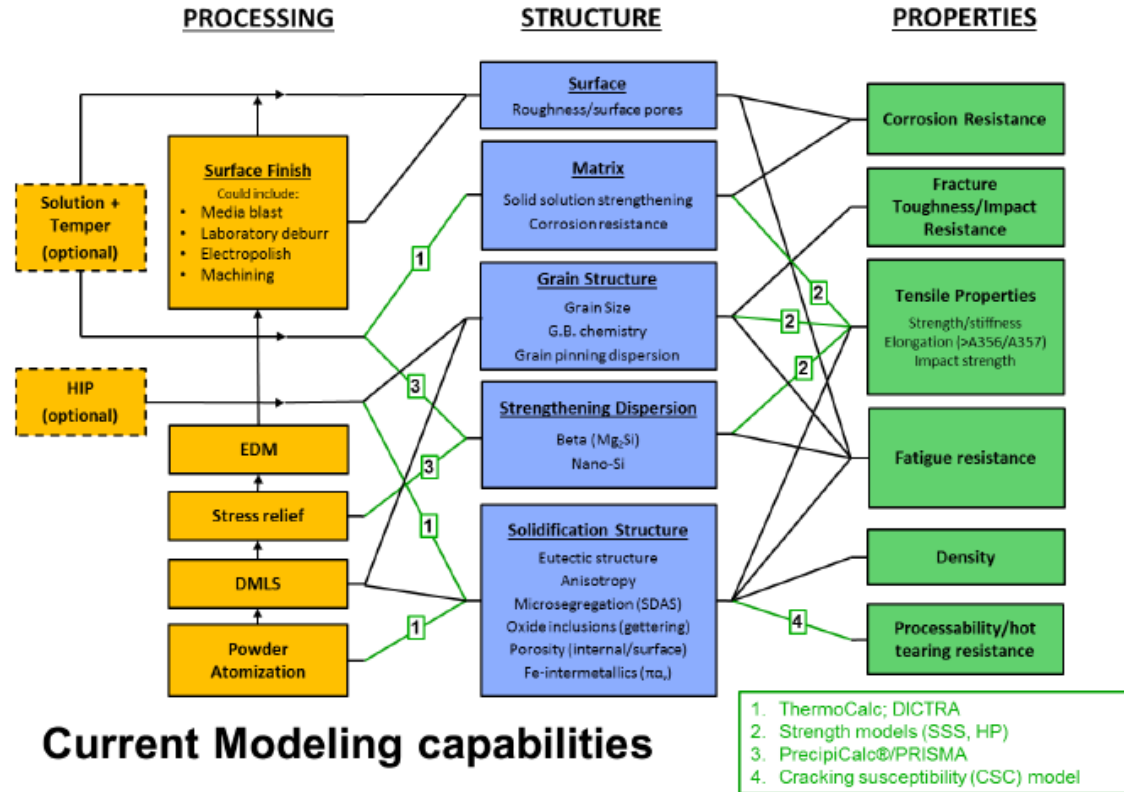 PROCESSING
STRUCTURE
PROPERTIES
Solution +
Temper
(optional)
HIP
(optional)
Surface Finish
Could include:
• Media blast
• Laboratory deburr
• Electropolish
• Machining
EDM
Stress relief
DMLS
Powder
Atomization
1
3
3
1
1
Surface
Roughness/surface pores
Matrix
Solid solution strengthening
Corrosion resistance
Grain Structure
Grain Size
G.B. chemistry
Grain pinning dispersion
Strengthening Dispersion
Beta (Mg₂Si)
Nano-Si
Solidification Structure
Eutectic structure
Anisotropy
Microsegregation (SDAS)
Oxide inclusions (gettering)
Porosity (internal/surface)
Fe-intermetallics
2
2
2
4
Corrosion Resistance
Fracture
Toughness/Impact
Resistance
Tensile Properties
Strength/stiffness
Elongation (>A356/A357)
Impact strength
Fatigue resistance
Density
Processability/hot
tearing resistance
Current Modeling capabilities
1. ThermoCalc; DICTRA
2. Strength models (SSS, HP)
3. PrecipiCalc®/PRISMA
4. Cracking susceptibility (CSC) model